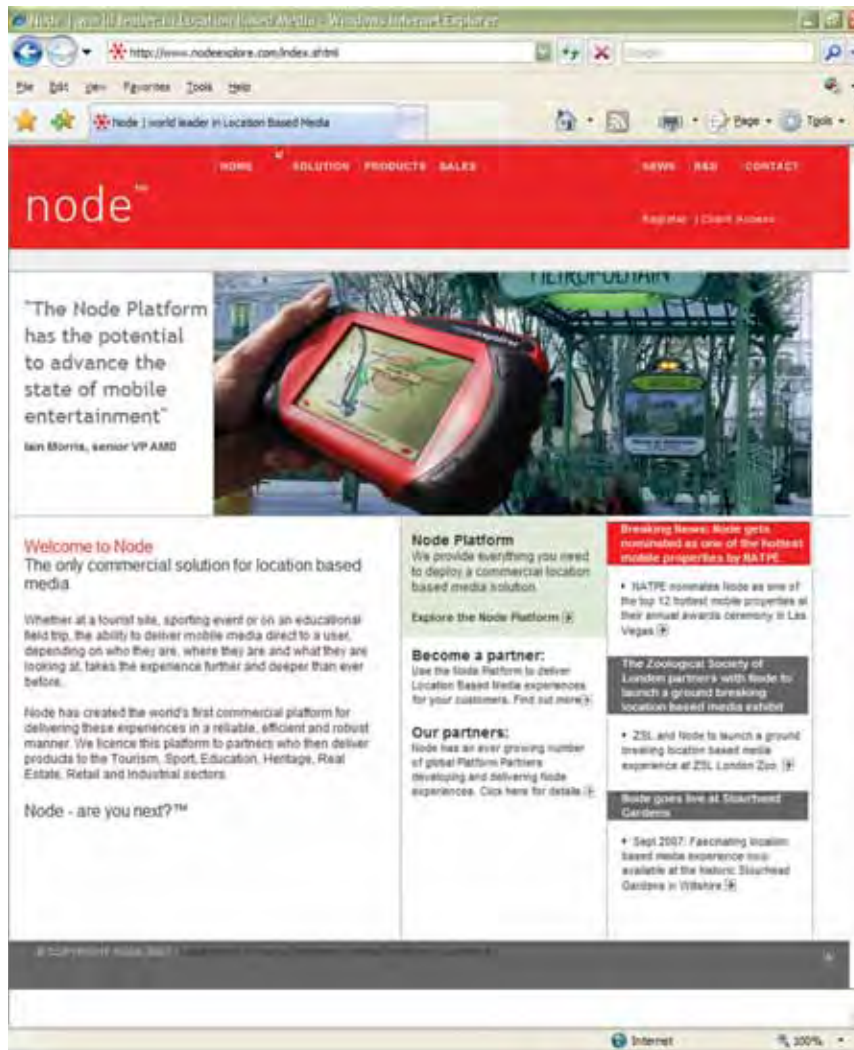 Node | world leader in Location Based Media - Windows Internet Explorer
http://www.nodeexplore.com/index.shtml
Google
File Edit View Favorites Tools Help
Node | world leader in Location Based Media
Page Tools
HOME SOLUTION PRODUCTS SALES NEWS R&D CONTACT
node™
Register | Client Access
METROPOLITAIN
"The Node Platform
has the potential
to advance the
state of mobile
entertainment"
Iain Morris, senior VP AMD
Welcome to Node
The only commercial solution for location based
media
Whether at a tourist site, sporting event or on an educational
field trip, the ability to deliver mobile media direct to a user,
depending on who they are, where they are and what they are
looking at, takes the experience further and deeper than ever
before.
Node has created the world's first commercial platform for
delivering these experiences in a reliable, efficient and robust
manner. We licence this platform to partners who then deliver
products to the Tourism, Sport, Education, Heritage, Real
Estate, Retail and Industrial sectors
Node - are you next?™
Node Platform
We provide everything you need
to deploy a commercial location
based media solution
Explore the Node Platform
Become a partner:
Use the Node Platform to deliver
Location Based Media experiences
for your customers. Find out more
Our partners:
Node has an ever growing number
of global Platform Partners
developing and delivering Node
experiences. Click here for details
Breaking News: Node gets
nominated as one of the hottest
mobile properties by NATPE
NATPE nominates Node as one of
the top 12 hottest mobile properties at
their annual awards ceremony in Las
Vegas
The Zoological Society of
London partners with Node to
launch a ground breaking
location based media exhibit
ZSL and Node to launch a ground
breaking location based media
experience at ZSL London Zoo.
Node goes live at Stourhead
Gardens
Sept 2007: Fascinating location
based media experience now
available at the historic Stourhead
Gardens in Wiltshire
© COPYRIGHT NODE 2007
Internet 100%